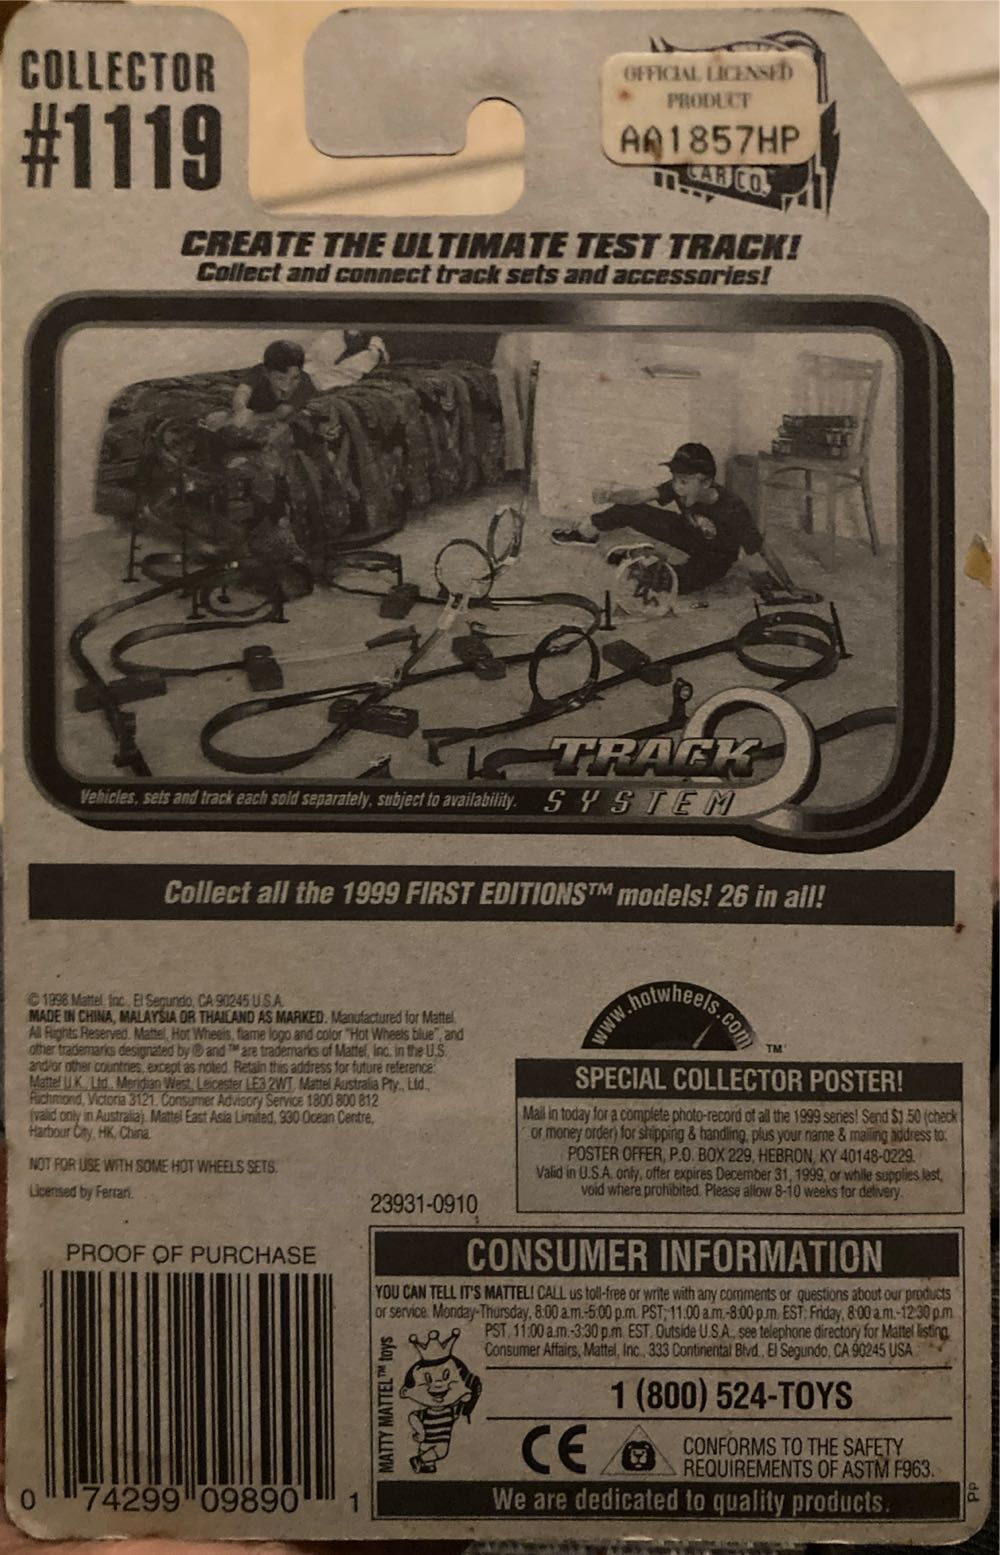 COLLECTOR
#1119
OFFICIAL LICENSED
PRODUCT
AA1857HP
CAR CO.
CREATE THE ULTIMATE TEST TRACK!
Collect and connect track sets and accessories!
TRACK
SYSTEM
Vehicles, sets and track each sold separately, subject to availability.
Collect all the 1999 FIRST EDITIONS™ models! 26 in all!
© 1998 Mattel, Inc., El Segundo, CA 90245 U.S.A.
MADE IN CHINA, MALAYSIA OR THAILAND AS MARKED. Manufactured for Mattel.
All Rights Reserved. Mattel, Hot Wheels, flame logo and color "Hot Wheels blue", and
other trademarks designated by ® and ™ are trademarks of Mattel, Inc. in the U.S.
and/or other countries, except as noted. Retain this address for future reference:
Mattel U.K., Ltd., Meridian West, Leicester LE3 2WT. Mattel Australia Pty., Ltd.,
Richmond, Victoria 3121. Consumer Advisory Service 1800 800 812
(valid only in Australia). Mattel East Asia Limited, 930 Ocean Centre,
Harbour City, HK, China.
NOT FOR USE WITH SOME HOT WHEELS SETS.
Licensed by Ferrari.
23931-0910
www.hotwheels.com
™
SPECIAL COLLECTOR POSTER!
Mail in today for a complete photo-record of all the 1999 series! Send $1.50 (check
or money order) for shipping & handling, plus your name & mailing address to:
POSTER OFFER, P.O. BOX 229, HEBRON, KY 40148-0229.
Valid in U.S.A. only, offer expires December 31, 1999, or while supplies last,
void where prohibited. Please allow 8-10 weeks for delivery.
PROOF OF PURCHASE
0 74299 09890 1
CONSUMER INFORMATION
YOU CAN TELL IT'S MATTEL! CALL us toll-free or write with any comments or questions about our products
or service. Monday-Thursday, 8:00 a.m.-5:00 p.m. PST; 11:00 a.m.-8:00 p.m. EST: Friday, 8:00 a.m.-12:30 p.m.
PST, 11:00 a.m.-3:30 p.m. EST. Outside U.S.A., see telephone directory for Mattel listing.
Consumer Affairs, Mattel, Inc., 333 Continental Blvd., El Segundo, CA 90245 USA.
MATTY MATTEL™ toys
1 (800) 524-TOYS
CE
CONFORMS TO THE SAFETY
REQUIREMENTS OF ASTM F963.
We are dedicated to quality products.
PP